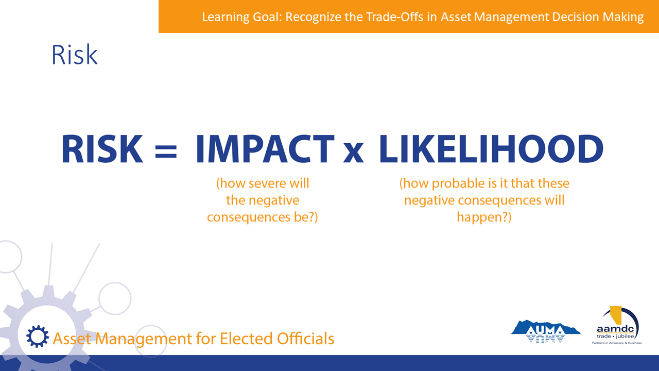 Learning Goal: Recognize the Trade-Offs in Asset Management Decision Making
Risk
RISK = IMPACT x LIKELIHOOD
(how severe will
the negative
consequences be?)
(how probable is it that these
negative consequences will
happen?)
Asset Management for Elected Officials
AUMA
aamdc
trade • jubilee